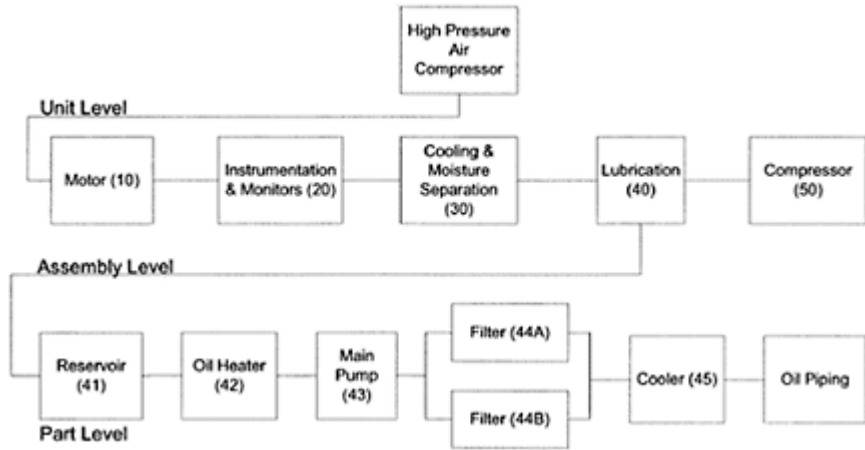 High Pressure
Air
Compressor
Unit Level
Motor (10)
Instrumentation
& Monitors (20)
Cooling &
Moisture
Separation
(30)
Lubrication
(40)
Compressor
(50)
Assembly Level
Reservoir
(41)
Oil Heater
(42)
Main
Pump
(43)
Filter (44A)
Filter (44B)
Cooler (45)
Oil Piping
Part Level